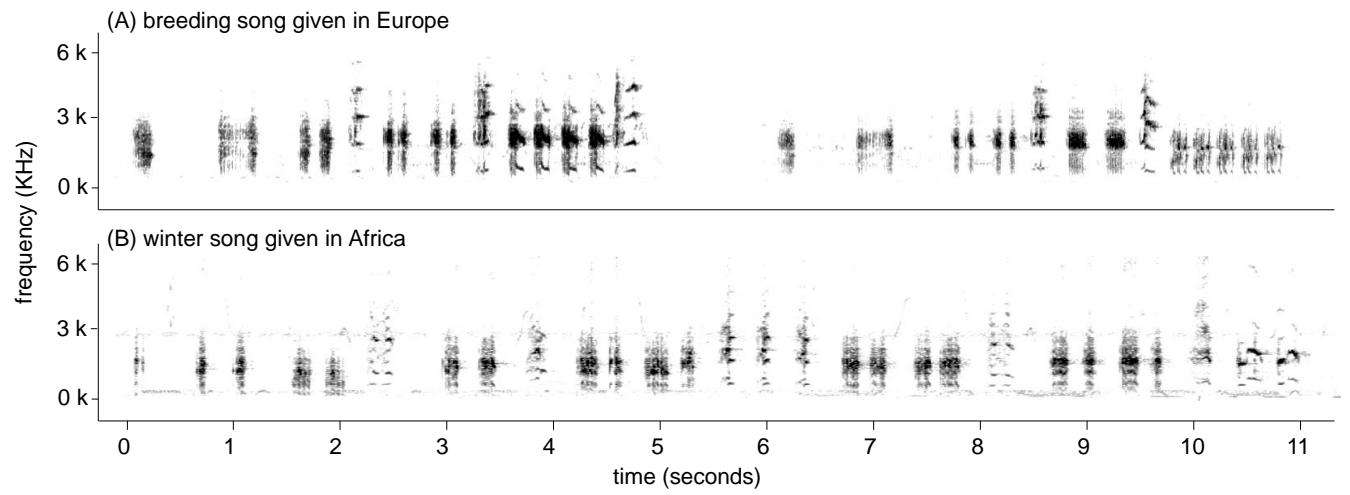 (A) breeding song given in Europe
6 k
3 k
0 k
frequency (KHz)
(B) winter song given in Africa
6 k
3 k
0 k
0 1 2 3 4 5 6 7 8 9 10 11
time (seconds)